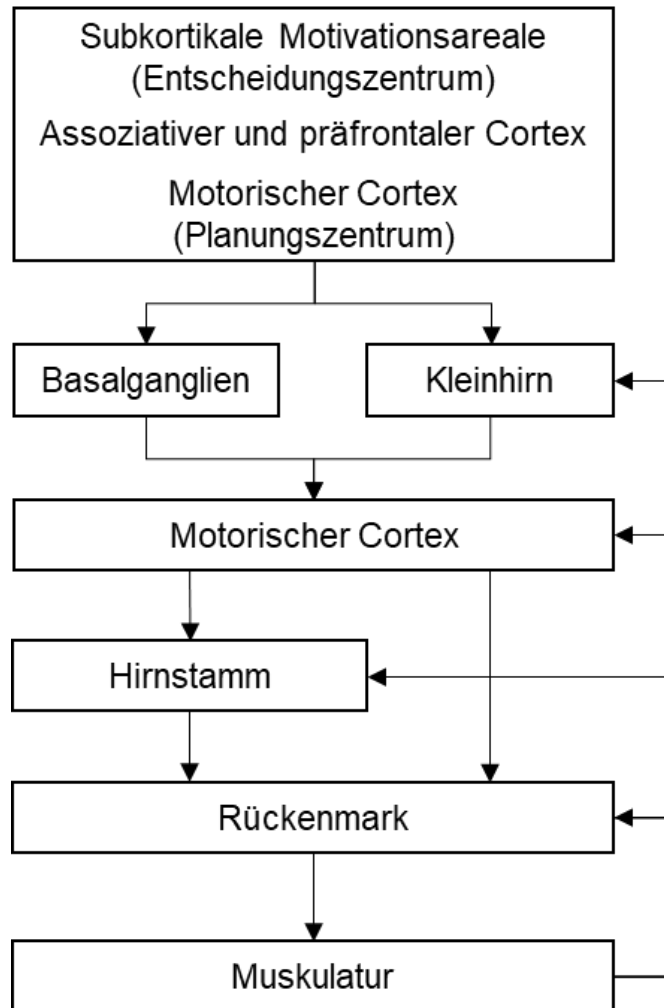 Subkortikale Motivationsareale
(Entscheidungszentrum)
Assoziativer und präfrontaler Cortex
Motorischer Cortex
(Planungszentrum)
Basalganglien
Kleinhirn
Motorischer Cortex
Hirnstamm
Rückenmark
Muskulatur